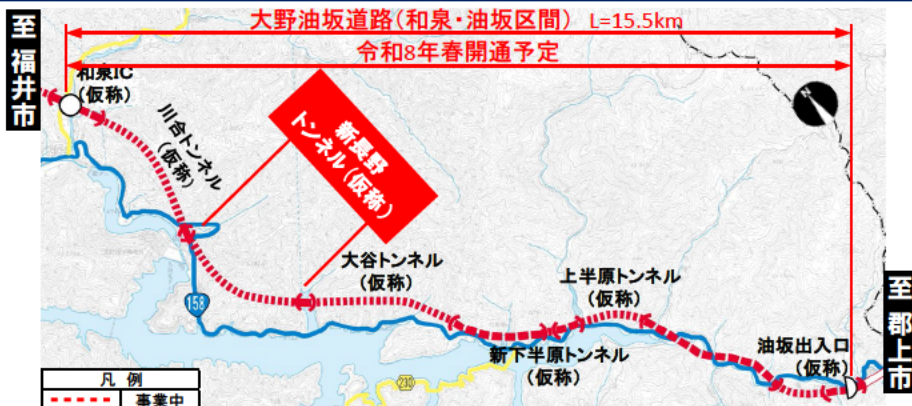 大野油坂道路(和泉・油坂区間) L=15.5km
令和8年春開通予定
至 福井市
和泉IC
(仮称)
川合トンネル
(仮称)
新長野
トンネル(仮称)
大谷トンネル
(仮称)
上半原トンネル
(仮称)
158
新下半原トンネル
(仮称)
油坂出入口
(仮称)
至 郡上市
230
N
凡 例
事業中